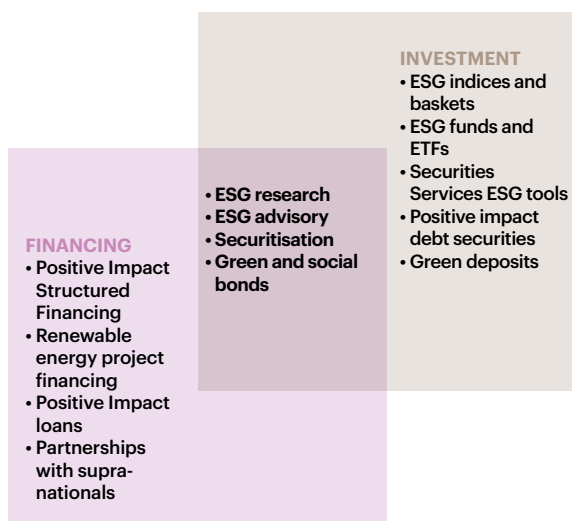 INVESTMENT
• ESG indices and
baskets
• ESG funds and
ETFs
• Securities
Services ESG tools
• Positive impact
debt securities
• Green deposits
• ESG research
• ESG advisory
• Securitisation
• Green and social
bonds
FINANCING
• Positive Impact
Structured
Financing
• Renewable
energy project
financing
• Positive Impact
loans
• Partnerships
with supra-
nationals